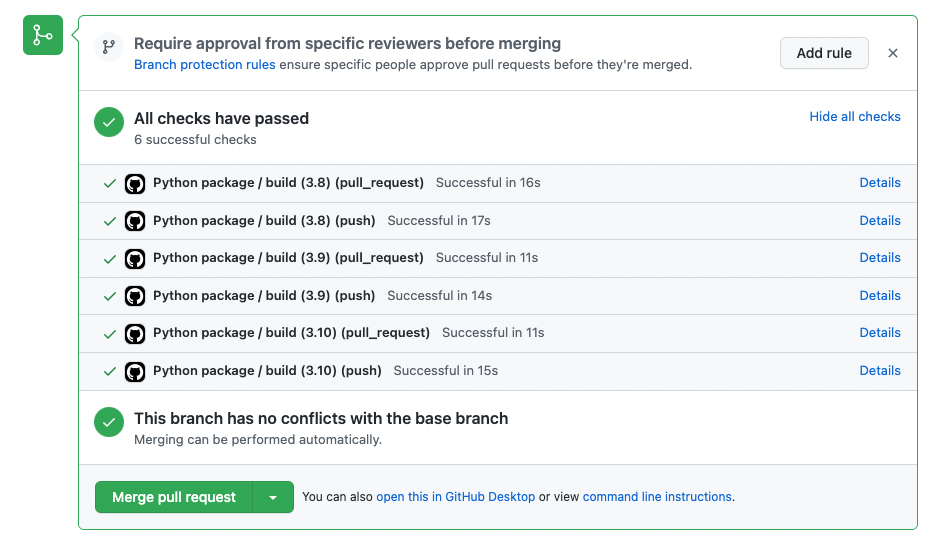 Require approval from specific reviewers before merging
Add rule
Branch protection rules ensure specific people approve pull requests before they're merged.
All checks have passed
Hide all checks
6 successful checks
Python package / build (3.8) (pull_request) Successful in 16s Details
Python package / build (3.8) (push) Successful in 17s Details
Python package / build (3.9) (pull_request) Successful in 11s Details
Python package / build (3.9) (push) Successful in 14s Details
Python package / build (3.10) (pull_request) Successful in 11s Details
Python package / build (3.10) (push) Successful in 15s Details
This branch has no conflicts with the base branch
Merging can be performed automatically.
Merge pull request You can also open this in GitHub Desktop or view command line instructions.